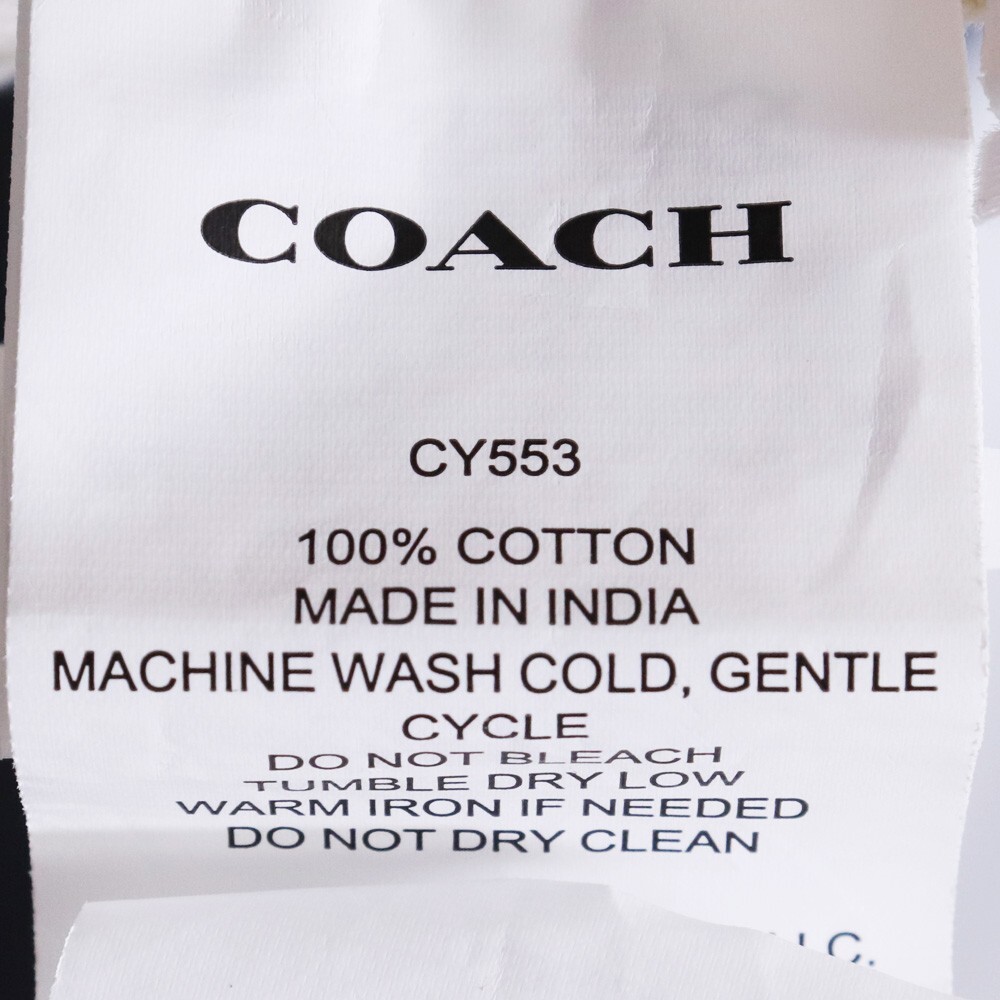 COACH
CY553
100% COTTON
MADE IN INDIA
MACHINE WASH COLD, GENTLE
CYCLE
DO NOT BLEACH
TUMBLE DRY LOW
WARM IRON IF NEEDED
DO NOT DRY CLEAN